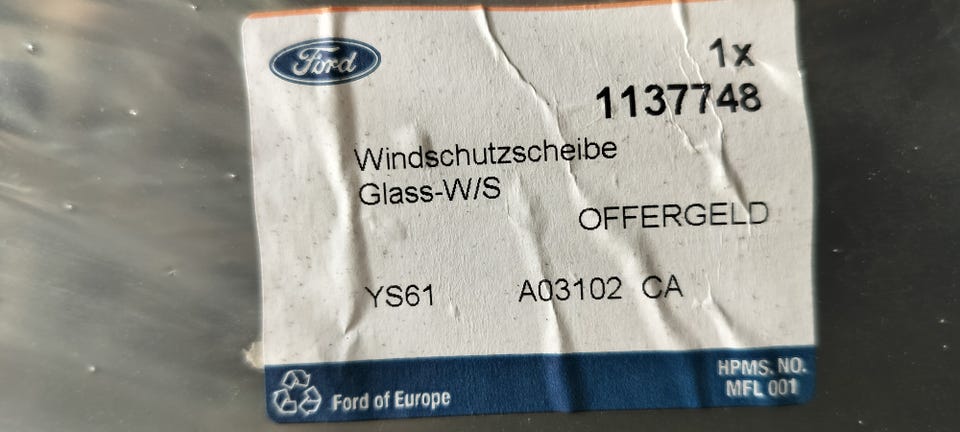 Ford
1x
1137748
Windschutzscheibe
Glass-W/S
OFFERGELD
YS61 A03102 CA
Ford of Europe
HPMS. NO.
MFL 001